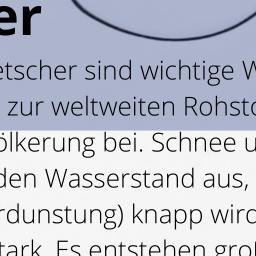 er
etscher sind wichtige W
zur weltweiten Rohsto
ölkerung bei. Schnee u
den Wasserstand aus,
rdunstung) knapp wird
tark. Es entstehen groß